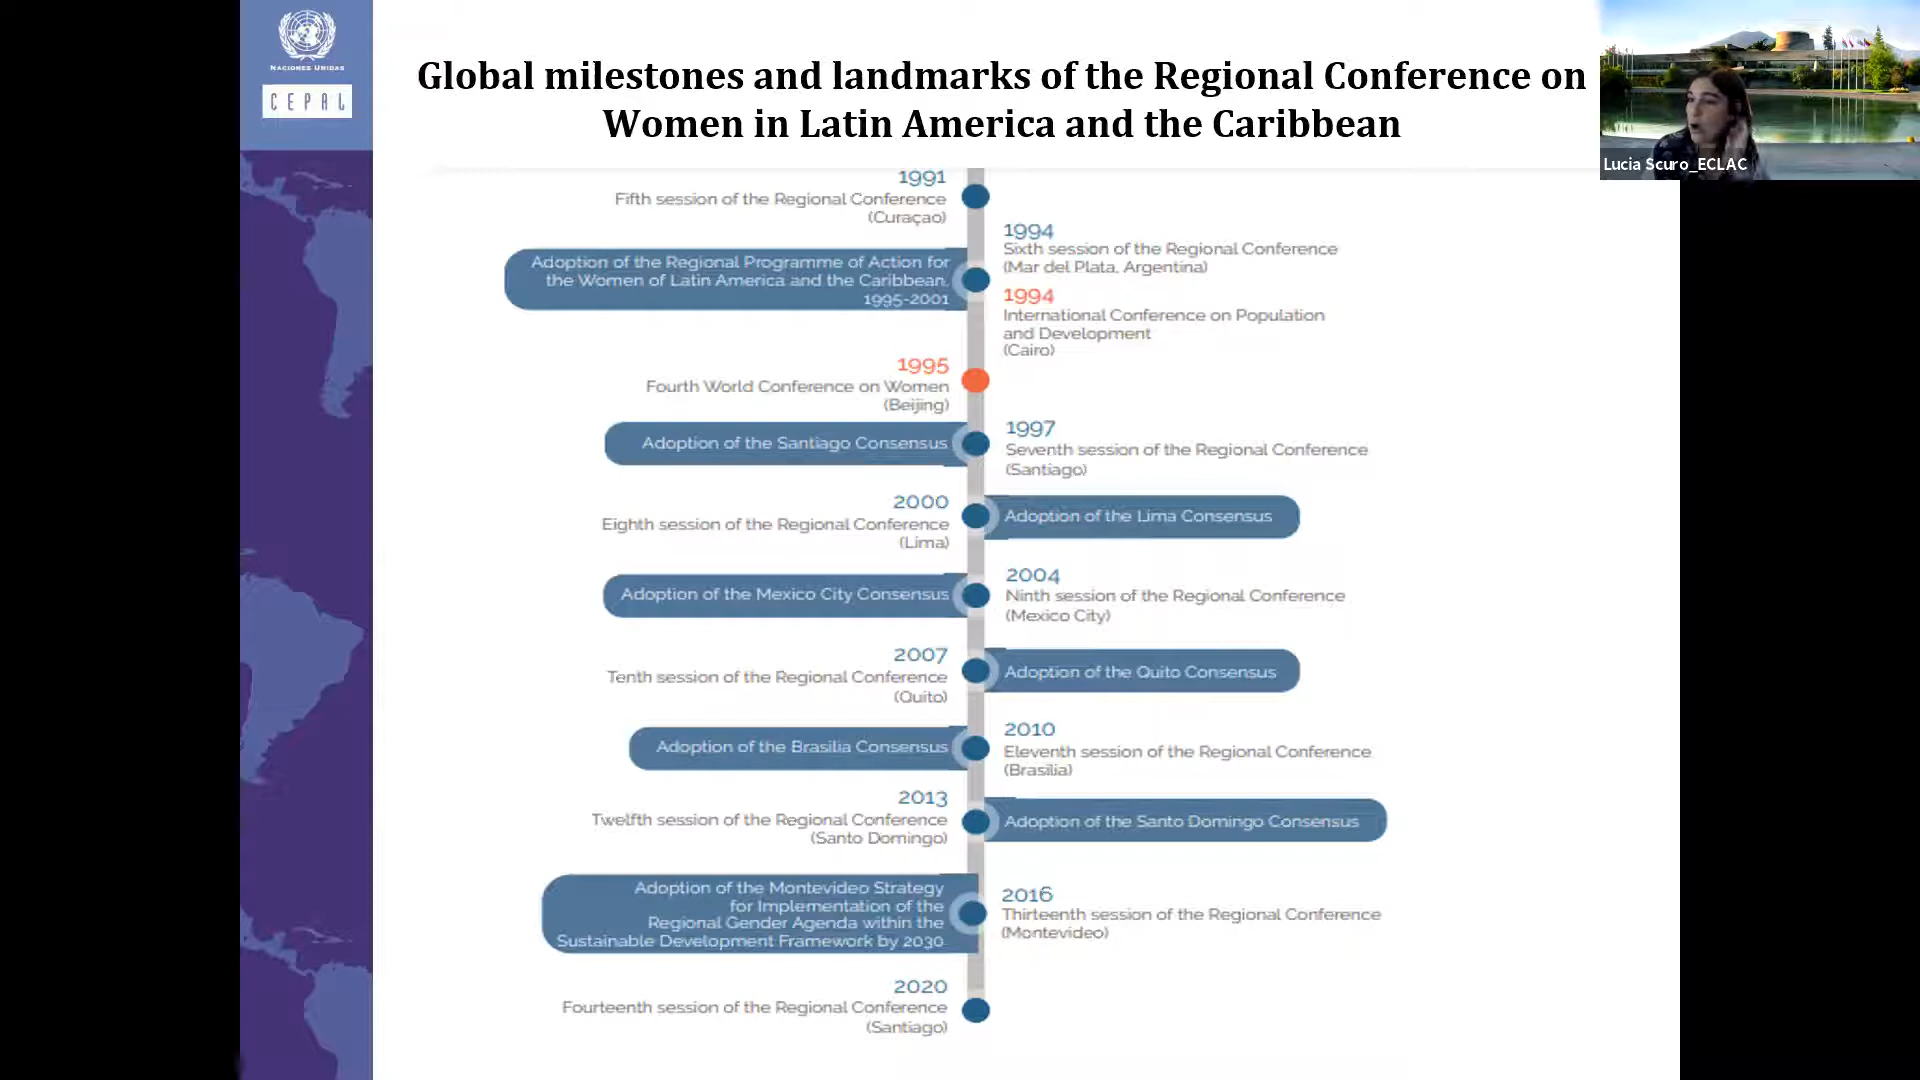 NACIONES UNIDAS
CEPAL
Global milestones and landmarks of the Regional Conference on
Women in Latin America and the Caribbean
Lucia Scuro_ECLAC
1991
Fifth session of the Regional Conference
(Curaçao)
1994
Sixth session of the Regional Conference
(Mar del Plata, Argentina)
Adoption of the Regional Programme of Action for
the Women of Latin America and the Caribbean,
1995-2001
1994
International Conference on Population
and Development
(Cairo)
1995
Fourth World Conference on Women
(Beijing)
Adoption of the Santiago Consensus
1997
Seventh session of the Regional Conference
(Santiago)
2000
Eighth session of the Regional Conference
(Lima)
Adoption of the Lima Consensus
Adoption of the Mexico City Consensus
2004
Ninth session of the Regional Conference
(Mexico City)
2007
Tenth session of the Regional Conference
(Quito)
Adoption of the Quito Consensus
Adoption of the Brasilia Consensus
2010
Eleventh session of the Regional Conference
(Brasilia)
2013
Twelfth session of the Regional Conference
(Santo Domingo)
Adoption of the Santo Domingo Consensus
Adoption of the Montevideo Strategy
for Implementation of the
Regional Gender Agenda within the
Sustainable Development Framework by 2030
2016
Thirteenth session of the Regional Conference
(Montevideo)
2020
Fourteenth session of the Regional Conference
(Santiago)